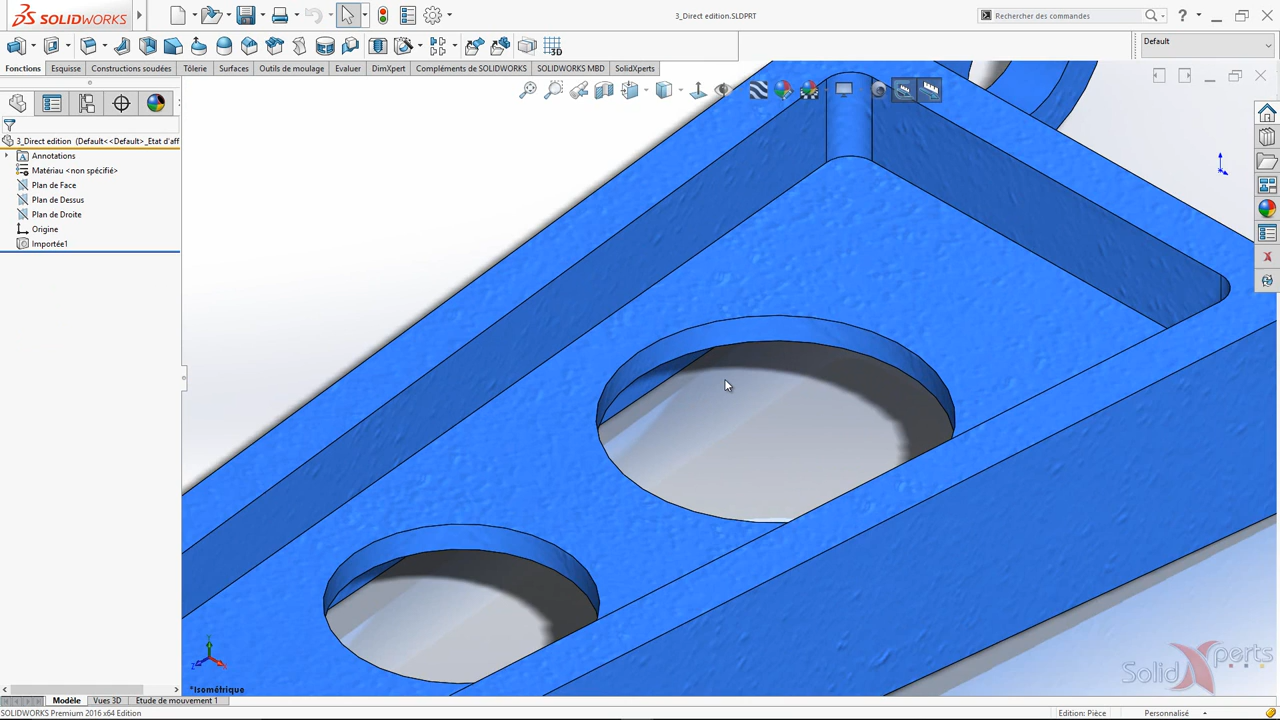 SOLIDWORKS
3_Direct edition.SLDPRT
Rechercher des commandes
?
3D
Default
Fonctions
Esquisse
Constructions soudées
Tôlerie
Surfaces
Outils de moulage
Evaluer
DimXpert
Compléments de SOLIDWORKS
SOLIDWORKS MBD
SolidXperts
3_Direct edition (Default<<Default>_Etat d'aff
Annotations
Matériau <non spécifié>
Plan de Face
Plan de Dessus
Plan de Droite
Origine
Importée1
*Isométrique
SolidXperts
Modèle
Vues 3D
Etude de mouvement 1
SOLIDWORKS Premium 2016 x64 Edition
Edition: Pièce
Personnalisé